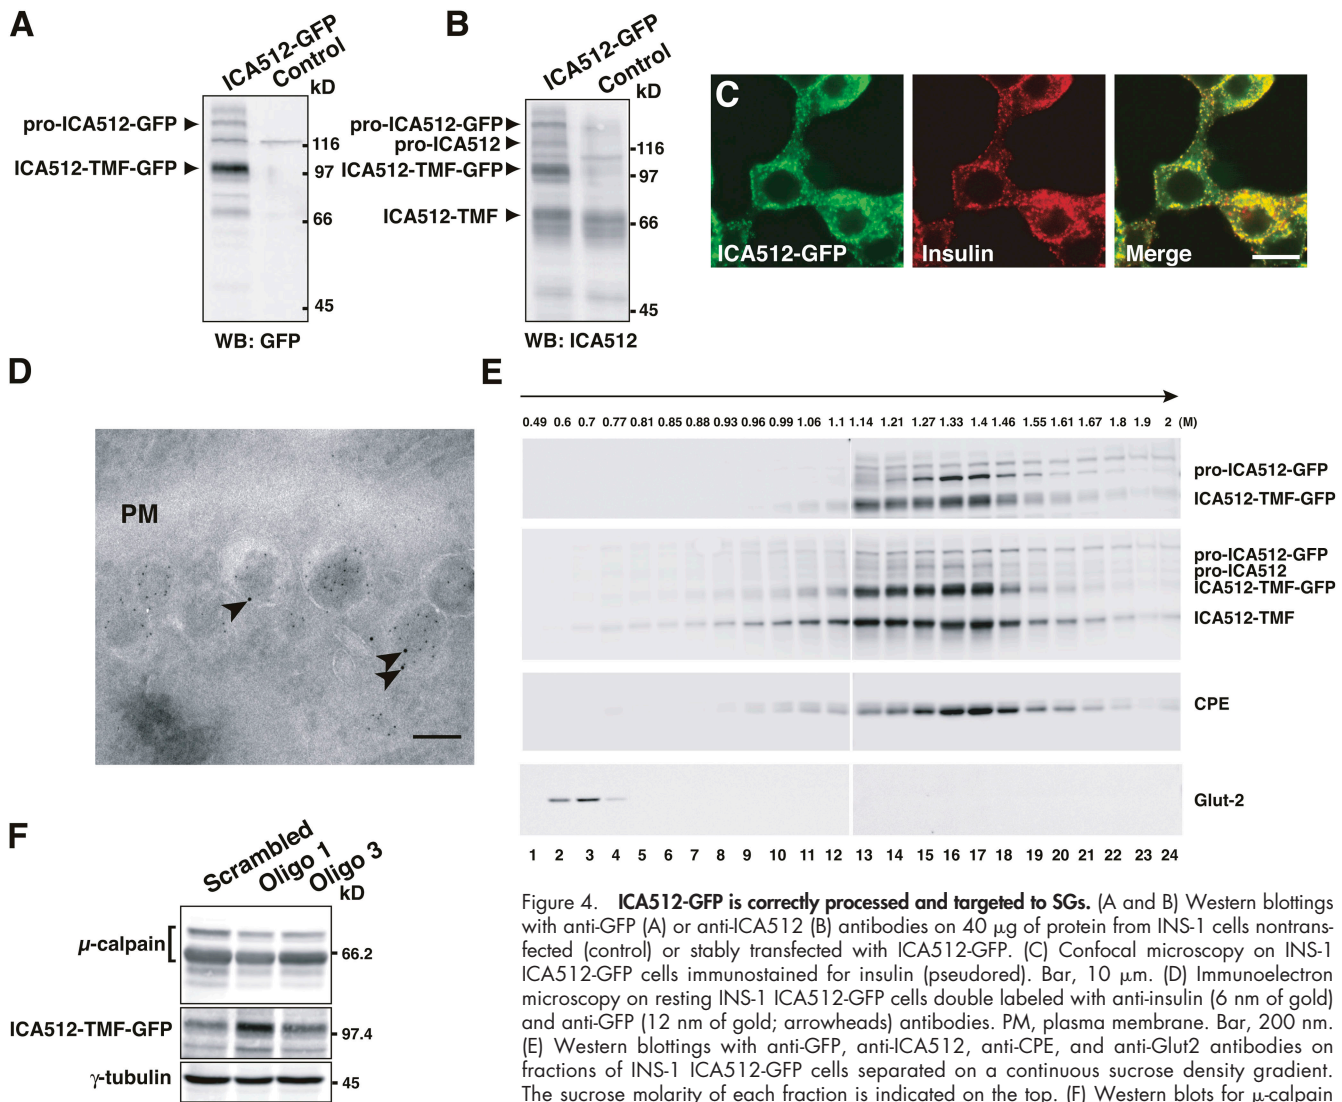 A
ICA512-GFP
Control
kD
pro-ICA512-GFP
ICA512-TMF-GFP
116
97
66
45
WB: GFP
B
ICA512-GFP
Control
kD
pro-ICA512-GFP
pro-ICA512
ICA512-TMF-GFP
ICA512-TMF
116
97
66
45
WB: ICA512
C
ICA512-GFP
Insulin
Merge
D
PM
E
0.49 0.6 0.7 0.77 0.81 0.85 0.88 0.93 0.96 0.99 1.06 1.1 1.14 1.21 1.27 1.33 1.4 1.46 1.55 1.61 1.67 1.8 1.9 2 (M)
pro-ICA512-GFP
ICA512-TMF-GFP
pro-ICA512-GFP
pro-ICA512
ICA512-TMF-GFP
ICA512-TMF
CPE
Glut-2
1 2 3 4 5 6 7 8 9 10 11 12 13 14 15 16 17 18 19 20 21 22 23 24
F
Scrambled
Oligo 1
Oligo 3
kD
μ-calpain
66.2
ICA512-TMF-GFP
97.4
γ-tubulin
45
Figure 4. ICA512-GFP is correctly processed and targeted to SGs. (A and B) Western blottings
with anti-GFP (A) or anti-ICA512 (B) antibodies on 40 μg of protein from INS-1 cells nontrans-
fected (control) or stably transfected with ICA512-GFP. (C) Confocal microscopy on INS-1
ICA512-GFP cells immunostained for insulin (pseudored). Bar, 10 μm. (D) Immunoelectron
microscopy on resting INS-1 ICA512-GFP cells double labeled with anti-insulin (6 nm of gold)
and anti-GFP (12 nm of gold; arrowheads) antibodies. PM, plasma membrane. Bar, 200 nm.
(E) Western blottings with anti-GFP, anti-ICA512, anti-CPE, and anti-Glut2 antibodies on
fractions of INS-1 ICA512-GFP cells separated on a continuous sucrose density gradient.
The sucrose molarity of each fraction is indicated on the top. (F) Western blots for μ-calpain